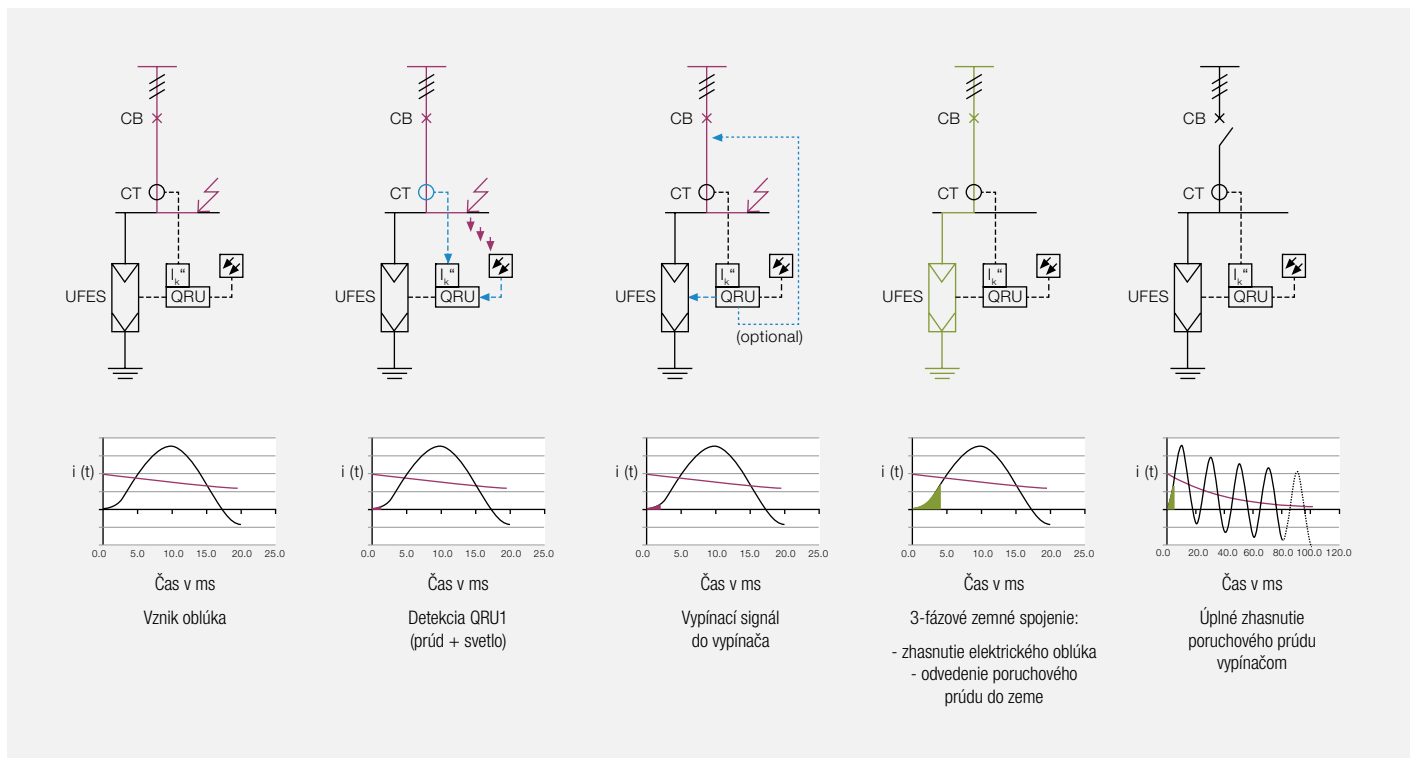 CB
CT
UFES
Ik“
QRU
i (t)
0.0 5.0 10.0 15.0 20.0 25.0
Čas v ms
Vznik oblúka
CB
CT
UFES
Ik“
QRU
i (t)
0.0 5.0 10.0 15.0 20.0 25.0
Čas v ms
Detekcia QRU1
(prúd + svetlo)
CB
CT
UFES
Ik“
QRU
(optional)
i (t)
0.0 5.0 10.0 15.0 20.0 25.0
Čas v ms
Vypínací signál
do vypínača
CB
CT
UFES
Ik“
QRU
i (t)
0.0 5.0 10.0 15.0 20.0 25.0
Čas v ms
3-fázové zemné spojenie:
- zhasnutie elektrického oblúka
- odvedenie poruchového
prúdu do zeme
CB
CT
UFES
Ik“
QRU
i (t)
0.0 20.0 40.0 60.0 80.0 100.0 120.0
Čas v ms
Úplné zhasnutie
poruchového prúdu
vypínačom